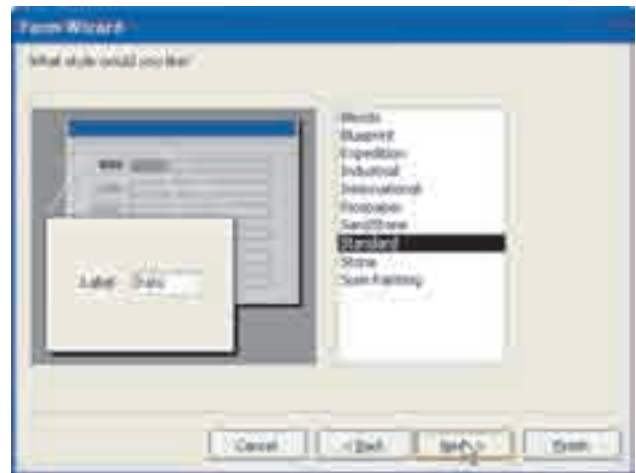 Form Wizard
What style would you like?
Blends
Blueprint
Expedition
Industrial
International
Ricepaper
SandStone
Standard
Stone
Sumi Painting
Label
Data
Cancel
< Back
Next >
Finish